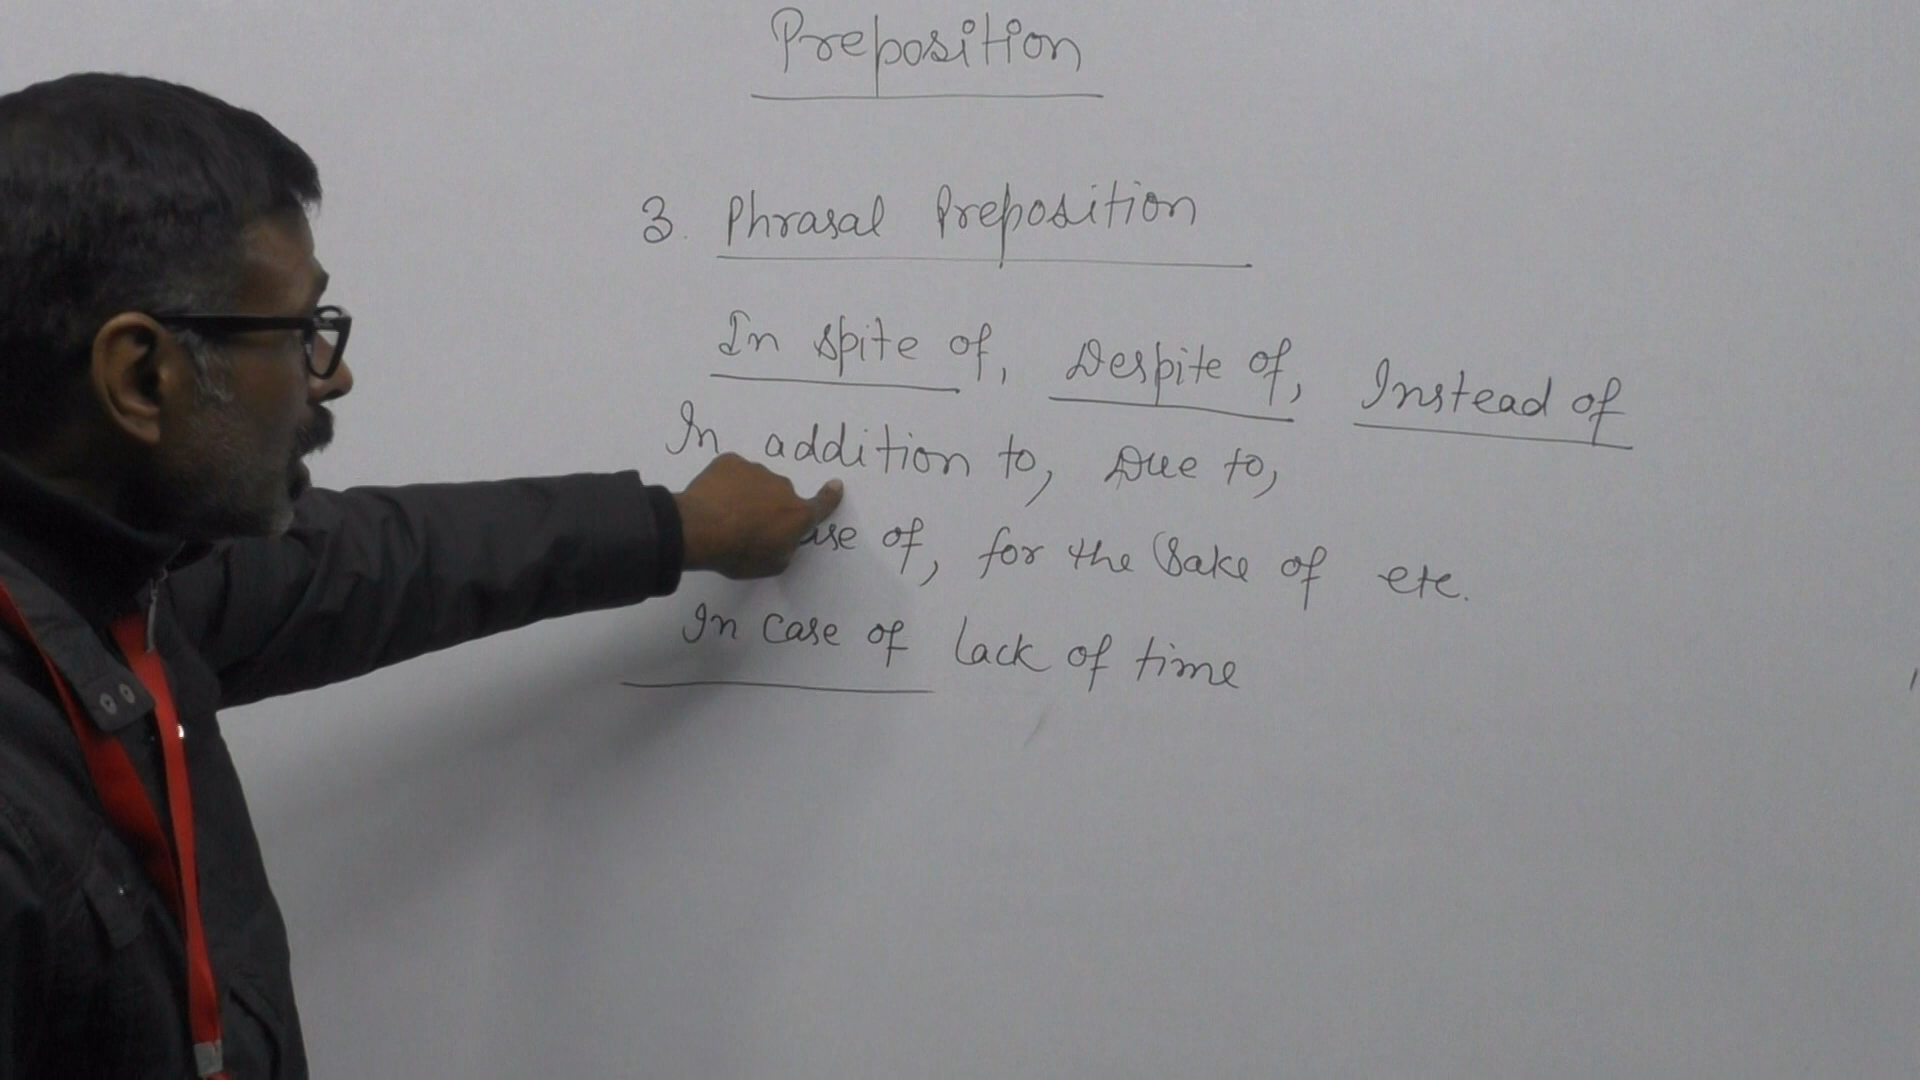 Preposition
3. Phrasal Preposition
In spite of, Despite of, Instead of
In addition to, Due to,
of, for the Sake of etc.
In case of lack of time